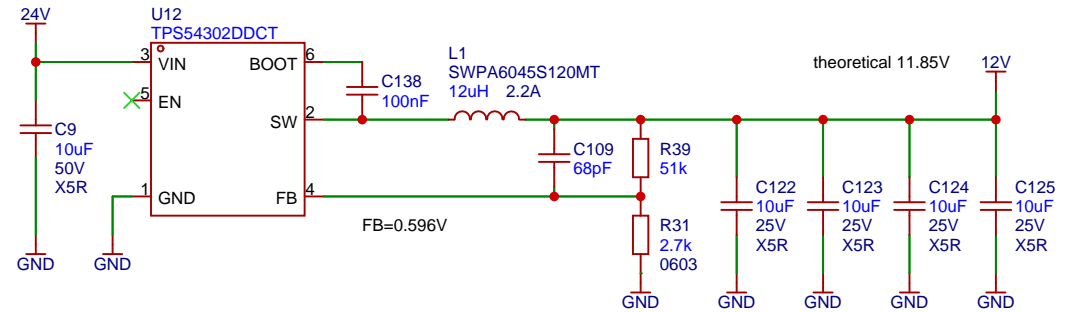 24V
U12
TPS54302DDCT
3
VIN
BOOT
6
5
EN
SW
2
1
GND
FB
4
C9
10uF
50V
X5R
GND
GND
C138
100nF
L1
SWPA6045S120MT
12uH 2.2A
C109
68pF
R39
51k
FB=0.596V
R31
2.7k
0603
GND
theoretical 11.85V
12V
C122
10uF
25V
X5R
GND
C123
10uF
25V
X5R
GND
C124
10uF
25V
X5R
GND
C125
10uF
25V
X5R
GND